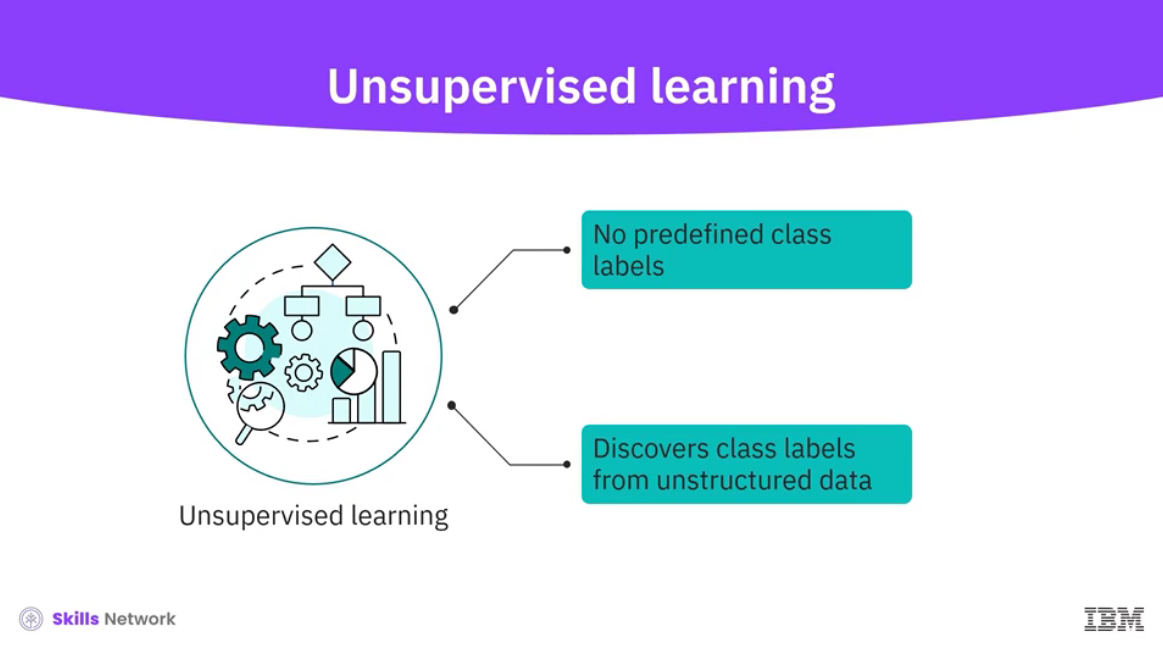 Unsupervised learning
No predefined class
labels
Discovers class labels
from unstructured data
Unsupervised learning
Skills Network
IBM